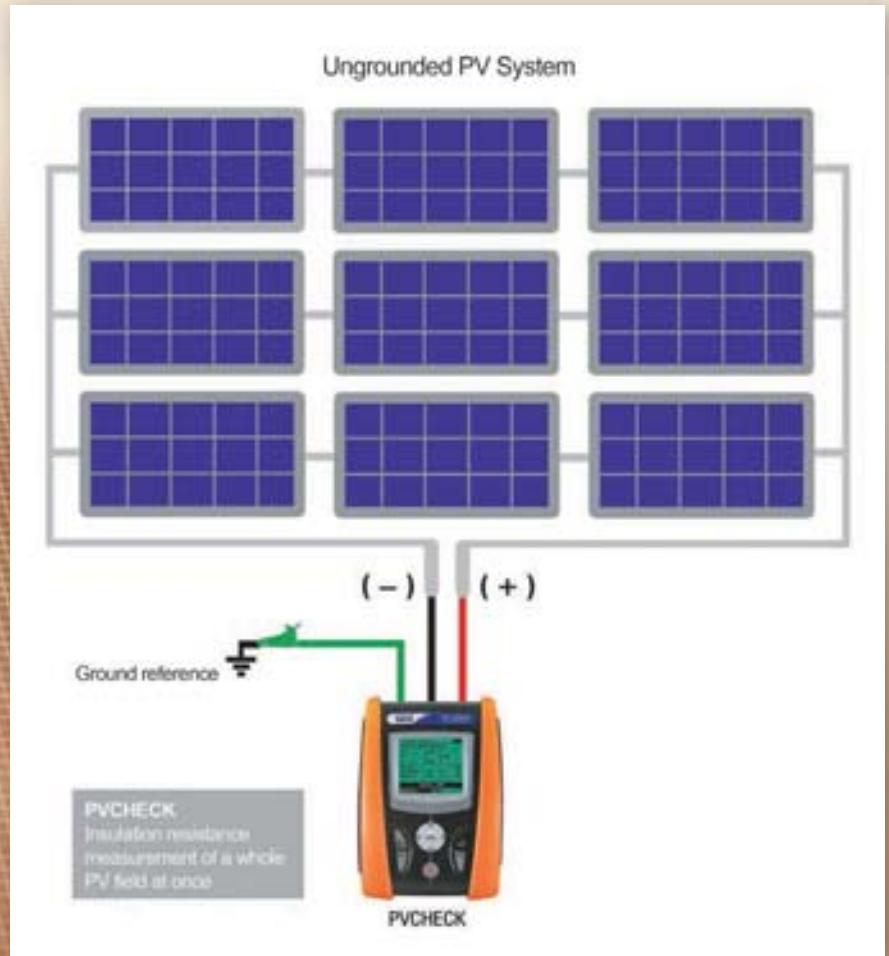 Ungrounded PV System
( − )
( + )
Ground reference
PVCHECK
Insulation resistance
measurement of a whole
PV field at once
PVCHECK